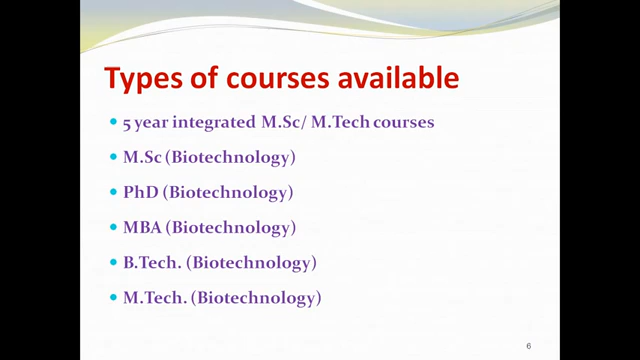 Types of courses available
5 year integrated M.Sc/ M.Tech courses
M.Sc (Biotechnology)
PhD (Biotechnology)
MBA (Biotechnology)
B.Tech. (Biotechnology)
M.Tech. (Biotechnology)
6